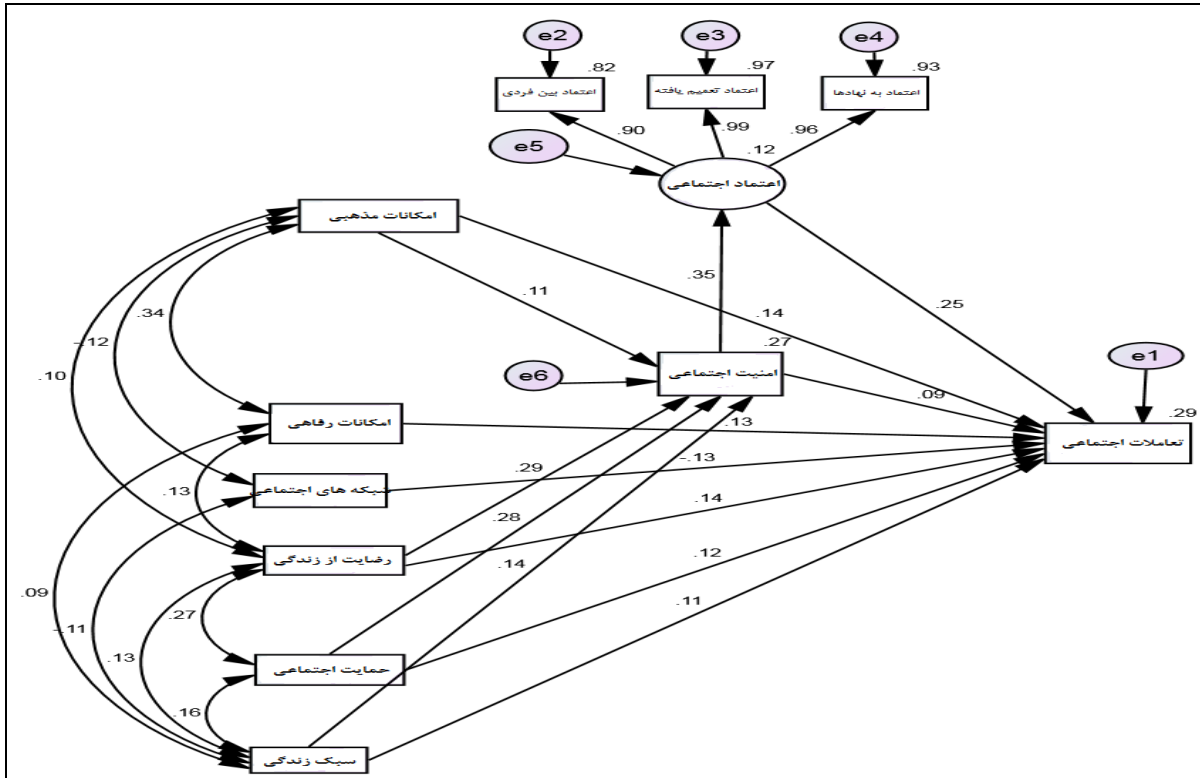 e2
e3
e4
.82
.97
.93
اعتماد بین فردی
اعتماد تعمیم یافته
اعتماد به نهادها
.90
.99
.96
.12
e5
اعتماد اجتماعی
امکانات مذهبی
.35
.11
.14
.25
.34
-.12
.10
.27
e6
امنیت اجتماعی
e1
.09
.29
امکانات رفاهی
.13
تعاملات اجتماعی
-.13
.29
شبکه های اجتماعی
.13
.14
.28
رضایت از زندگی
.14
.12
.09
.27
.11
-.11
.13
حمایت اجتماعی
.16
سبک زندگی